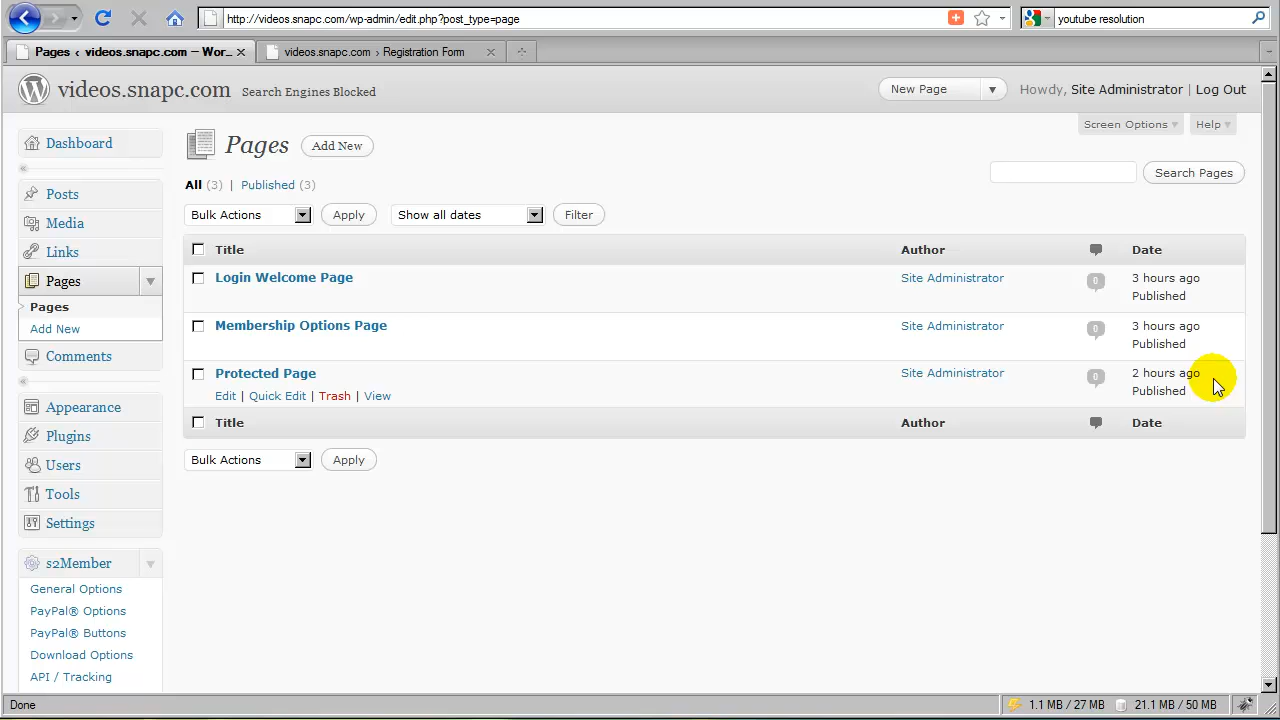 http://videos.snapc.com/wp-admin/edit.php?post_type=page
youtube resolution
Pages ‹ videos.snapc.com — Wor...
videos.snapc.com › Registration Form
videos.snapc.com Search Engines Blocked
New Page
Howdy, Site Administrator | Log Out
Screen Options
Help
Dashboard
Posts
Media
Links
Pages
Pages
Add New
Comments
Appearance
Plugins
Users
Tools
Settings
s2Member
General Options
PayPal® Options
PayPal® Buttons
Download Options
API / Tracking
Pages Add New
All (3) | Published (3)
Search Pages
Bulk Actions Apply Show all dates Filter
Title Author Date
Login Welcome Page Site Administrator 0 3 hours ago
Published
Membership Options Page Site Administrator 0 3 hours ago
Published
Protected Page Site Administrator 0 2 hours ago
Edit | Quick Edit | Trash | View Published
Title Author Date
Bulk Actions Apply
Done 1.1 MB / 27 MB 21.1 MB / 50 MB